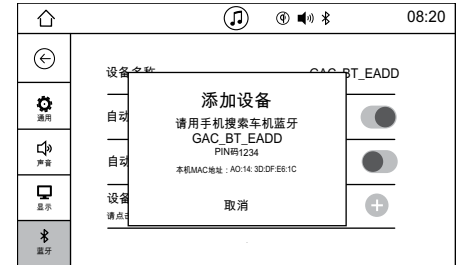 08:20
设备名称
GAC_BT_EADD
通用
自动
声音
自动
显示
设备
请点击
蓝牙
添加设备
请用手机搜索车机蓝牙
GAC_BT_EADD
PIN码1234
本机MAC地址：AO:14: 3D:DF:E6:1C
取消